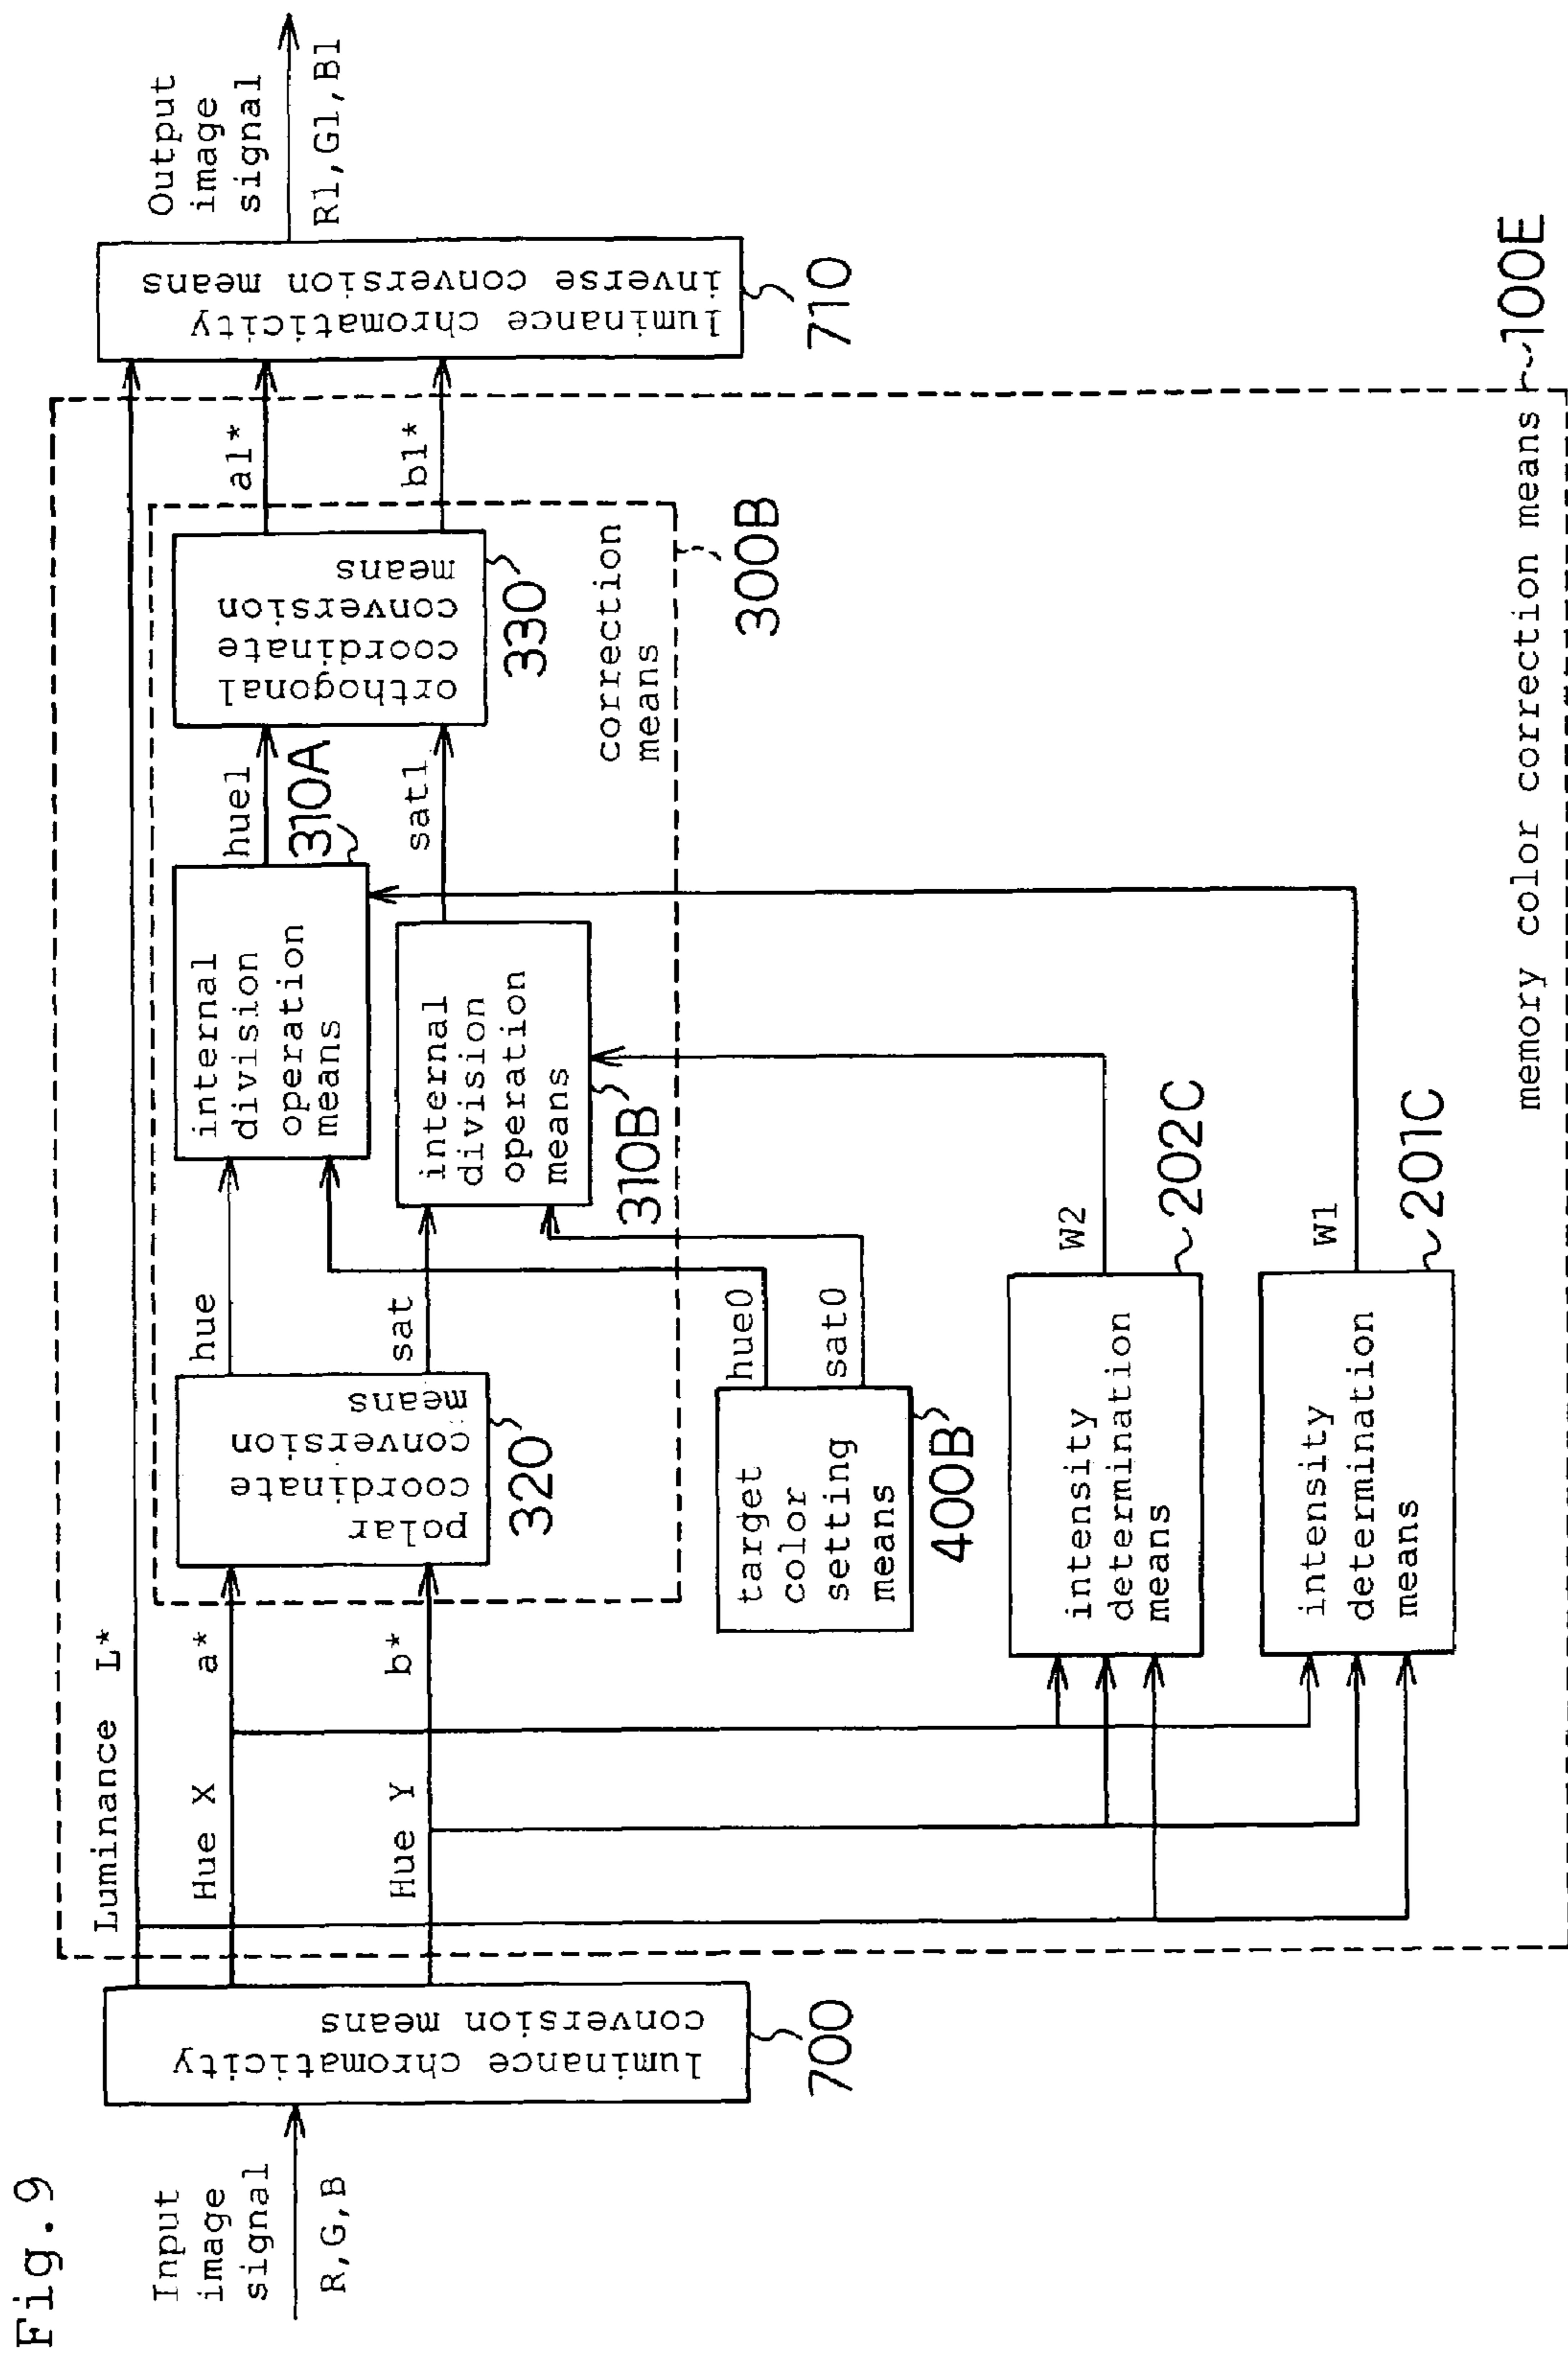 Fig.9
Input
image
signal
R,G,B
luminance chromaticity
conversion means
700
Luminance L*
Hue X a*
Hue Y b*
polar
coordinate
conversion
means
320
hue
sat
target
color
setting
means
400B
hue0
sat0
internal
division
operation
means
310A
internal
division
operation
means
310B
hue1
sat1
orthogonal
coordinate
conversion
means
330
correction
means
300B
a1*
b1*
intensity
determination
means
W2
202C
intensity
determination
means
W1
201C
memory color correction means
100E
luminance chromaticity
inverse conversion means
710
Output
image
signal
R1,G1,B1